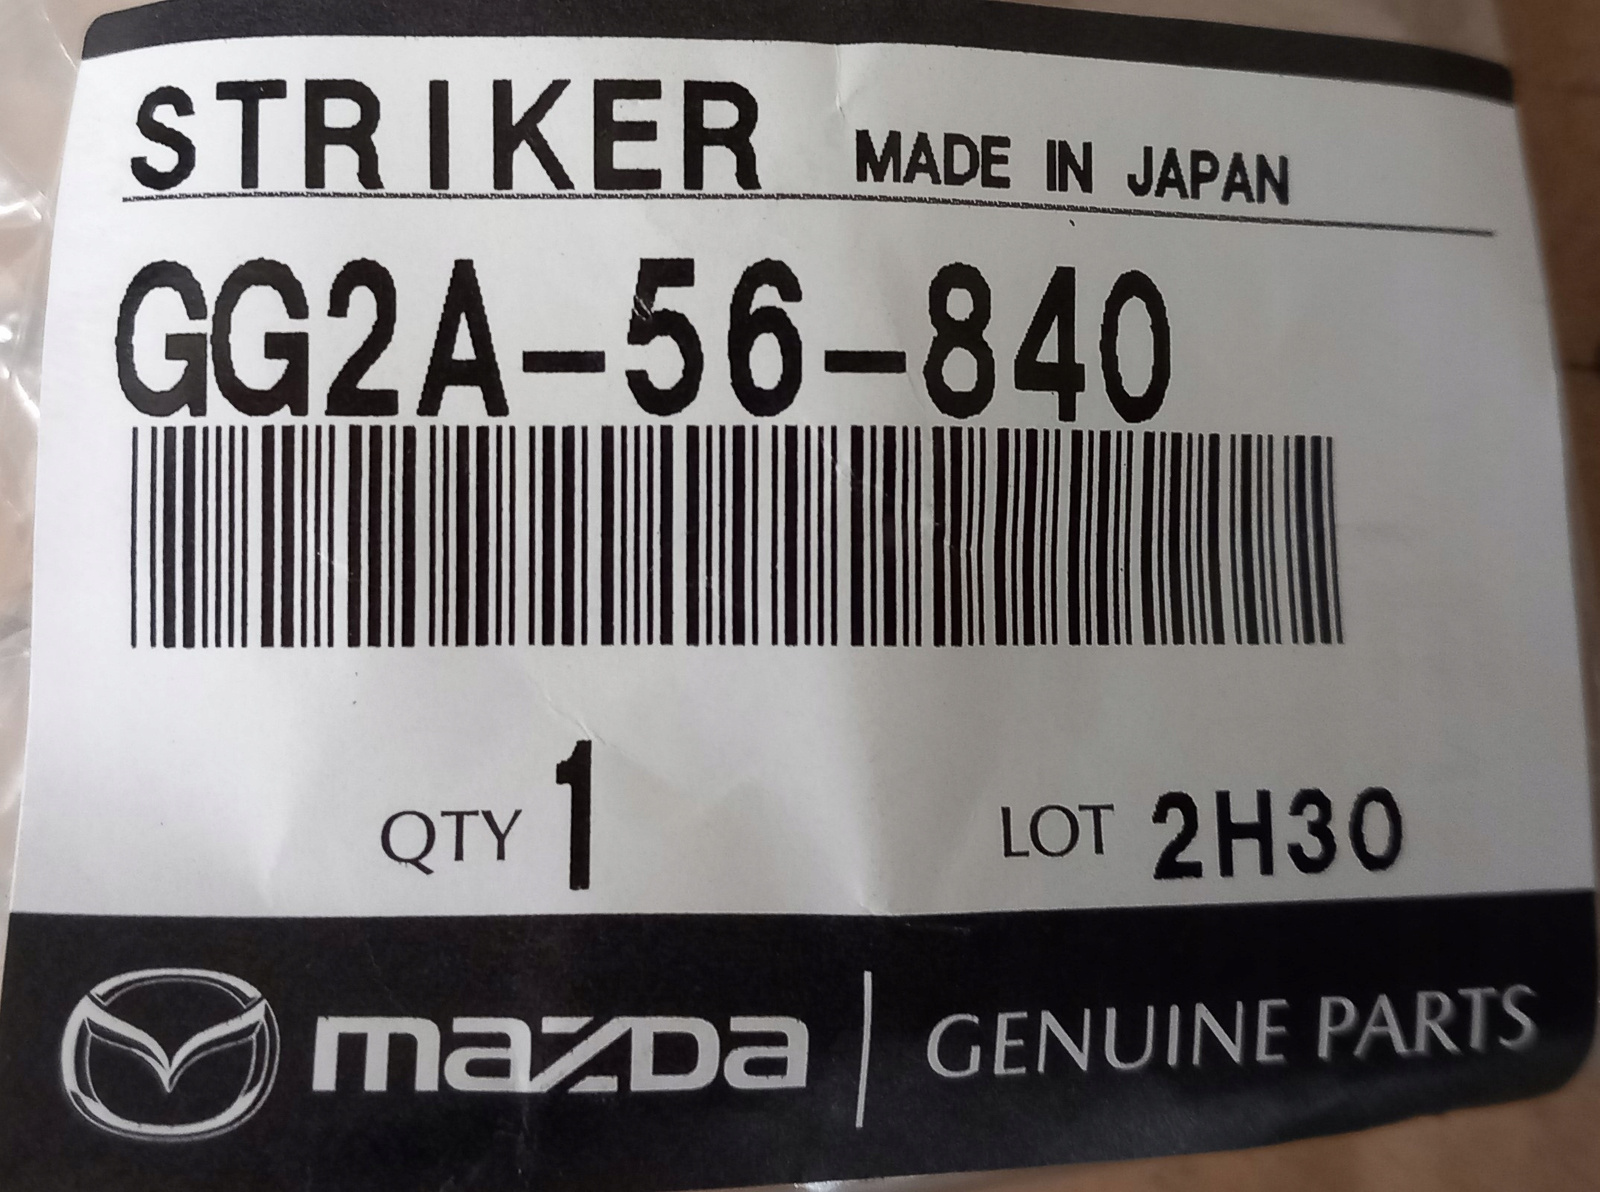 STRIKER MADE IN JAPAN
GG2A-56-840
QTY 1 LOT 2H30
mazda | GENUINE PARTS